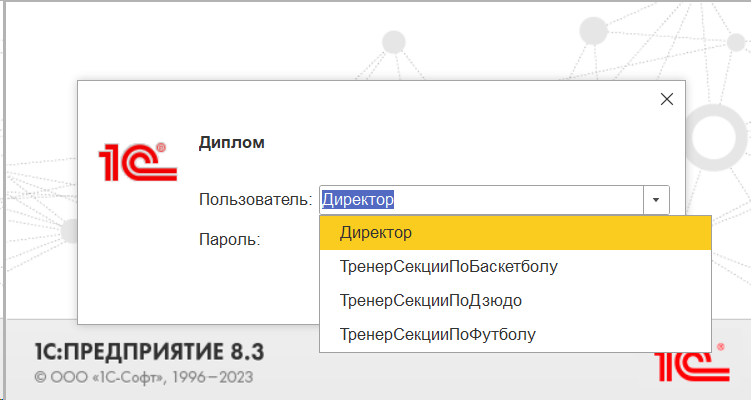 1С®
Диплом
Пользователь: Директор
Пароль:
Директор
ТренерСекцииПоБаскетболу
ТренерСекцииПоДзюдо
ТренерСекцииПоФутболу
1С:ПРЕДПРИЯТИЕ 8.3
© ООО «1С-Софт», 1996–2023
1С®